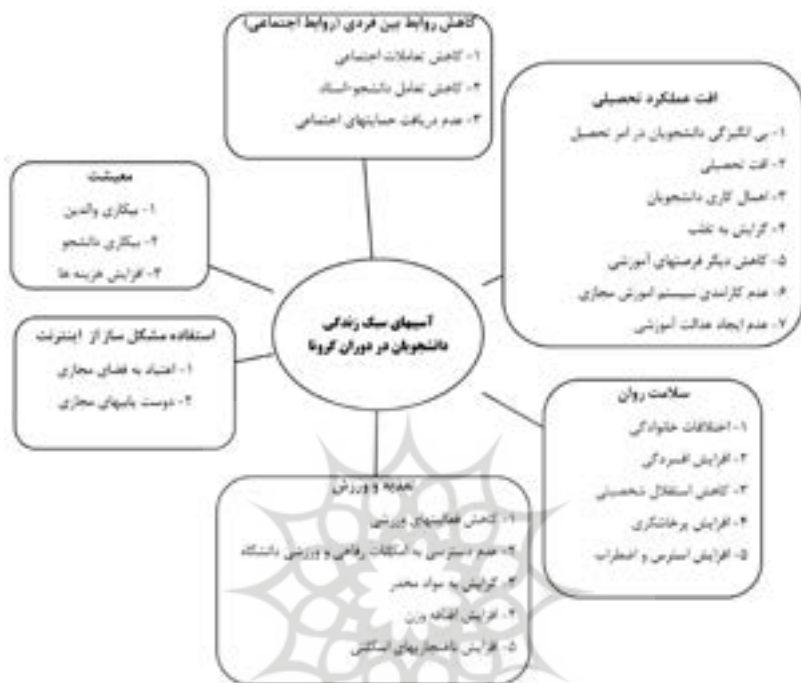 کاهش روابط بین فردی (روابط اجتماعی)
۱- کاهش تعاملات اجتماعی
۲- کاهش تعامل دانشجو-استاد
۳- عدم دریافت حمایتهای اجتماعی
افت عملکرد تحصیلی
۱- بی انگیزگی دانشجویان در امر تحصیل
۲- افت تحصیلی
۳- اهمال کاری دانشجویان
۴- گرایش به تقلب
۵- کاهش دیگر فرصتهای آموزشی
۶- عدم کارامدی سیستم اموزش مجازی
۷- عدم ایجاد عدالت آموزشی
معیشت
۱- بیکاری والدین
۲- بیکاری دانشجو
۳- افزایش هزینه ها
آسیبهای سبک زندگی
دانشجویان در دوران کرونا
استفاده مشکل ساز از اینترنت
۱- اعتیاد به فضای مجازی
۲- دوست یابیهای مجازی
سلامت روان
۱- اختلافات خانوادگی
۲- افزایش افسردگی
۳- کاهش استقلال شخصیتی
۴- افزایش پرخاشگری
۵- افزایش استرس و اضطراب
تغذیه و ورزش
۱- کاهش فعالیتهای ورزشی
۲- عدم دسترسی به امکانات رفاهی و ورزشی دانشگاه
۳- گرایش به مواد مخدر
۴- افزایش اضافه وزن
۵- افزایش ناهنجاریهای اسکلتی